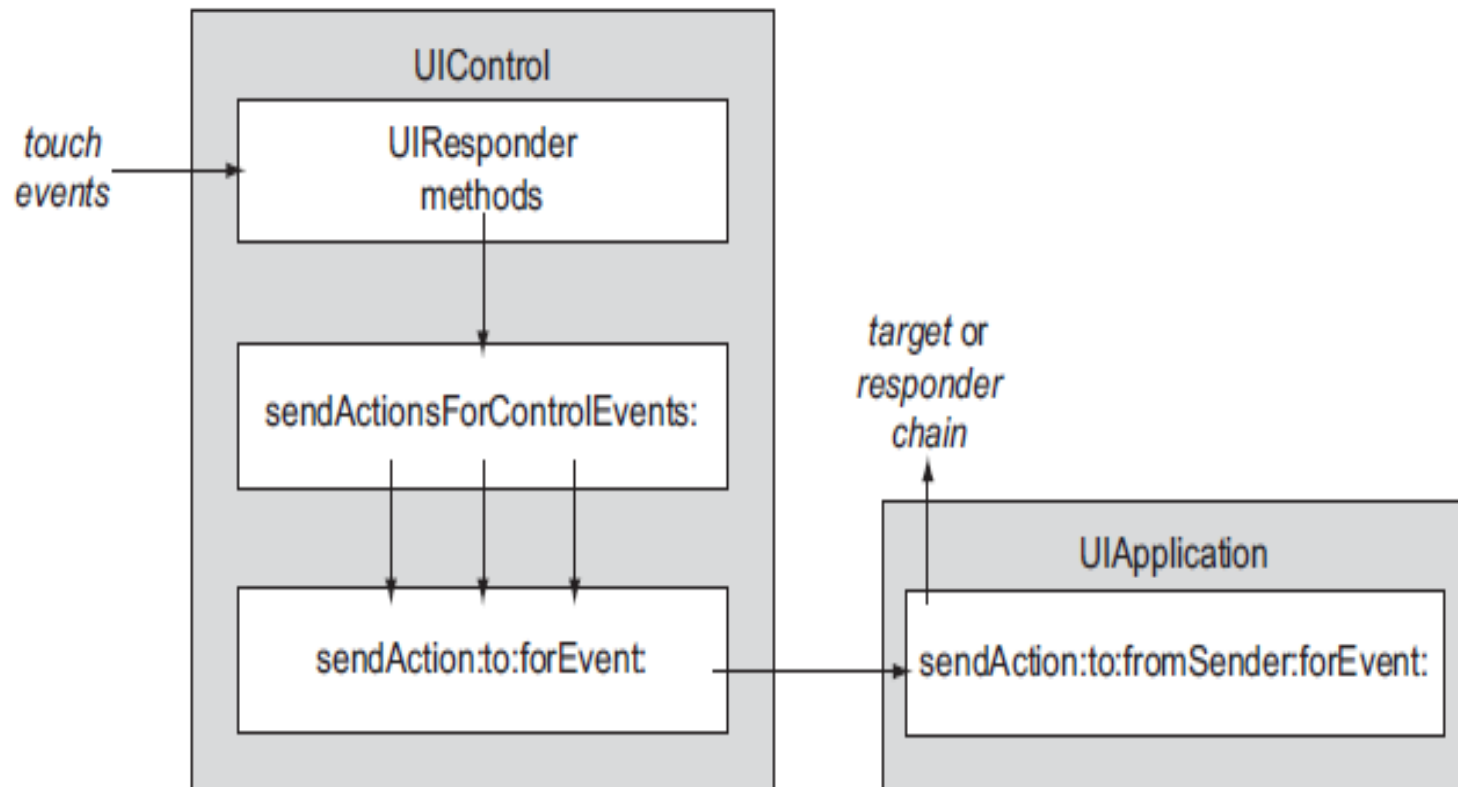 UIControl
touch
events
UIResponder
methods
sendActionsForControlEvents:
sendAction:to:forEvent:
target or
responder
chain
UIApplication
sendAction:to:fromSender:forEvent: